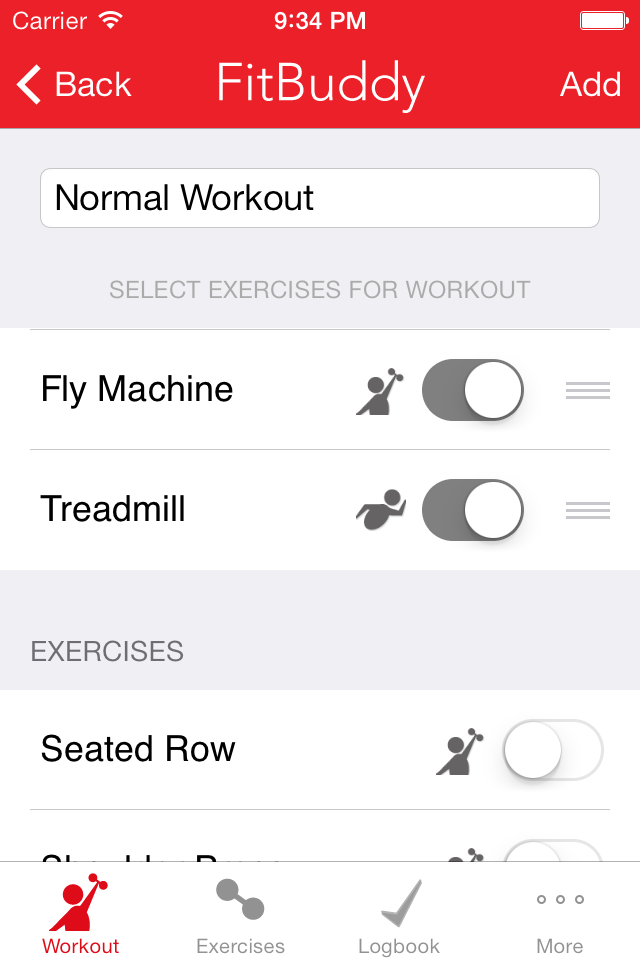 Carrier 9:34 PM
Back FitBuddy Add
Normal Workout
SELECT EXERCISES FOR WORKOUT
Fly Machine
Treadmill
EXERCISES
Seated Row
Workout Exercises Logbook More